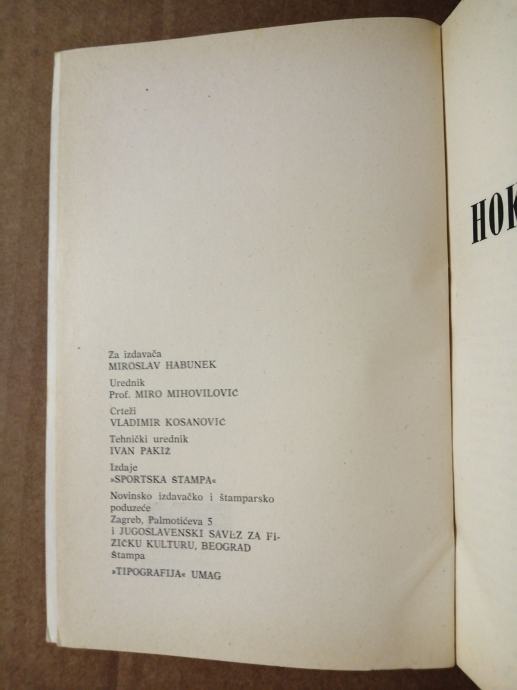 Za izdavača
MIROSLAV HABUNEK
Urednik
Prof. MIRO MIHOVILOVIĆ
Crteži
VLADIMIR KOSANOVIĆ
Tehnički urednik
IVAN PAKIŽ
Izdaje
»SPORTSKA ŠTAMPA«
Novinsko izdavačko i štamparsko
poduzeće
Zagreb, Palmotićeva 5
i JUGOSLAVENSKI SAVEZ ZA FI-
ZIČKU KULTURU, BEOGRAD
Štampa
»TIPOGRAFIJA« UMAG
HOK